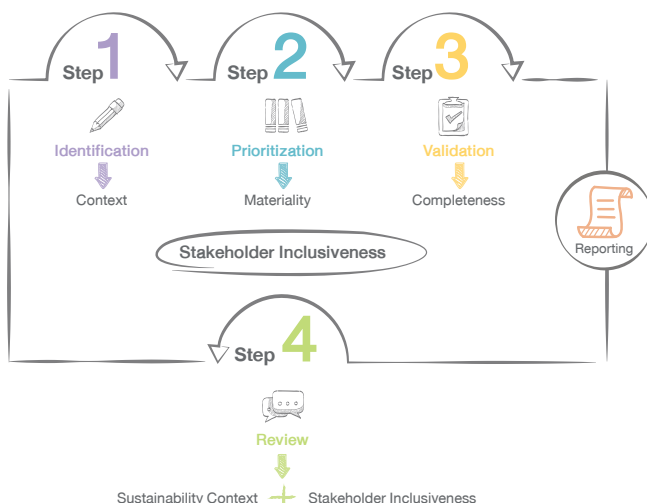 Step 1
Step 2
Step 3
Identification
Prioritization
Validation
Context
Materiality
Completeness
Stakeholder Inclusiveness
Reporting
Step 4
Review
Sustainability Context
Stakeholder Inclusiveness